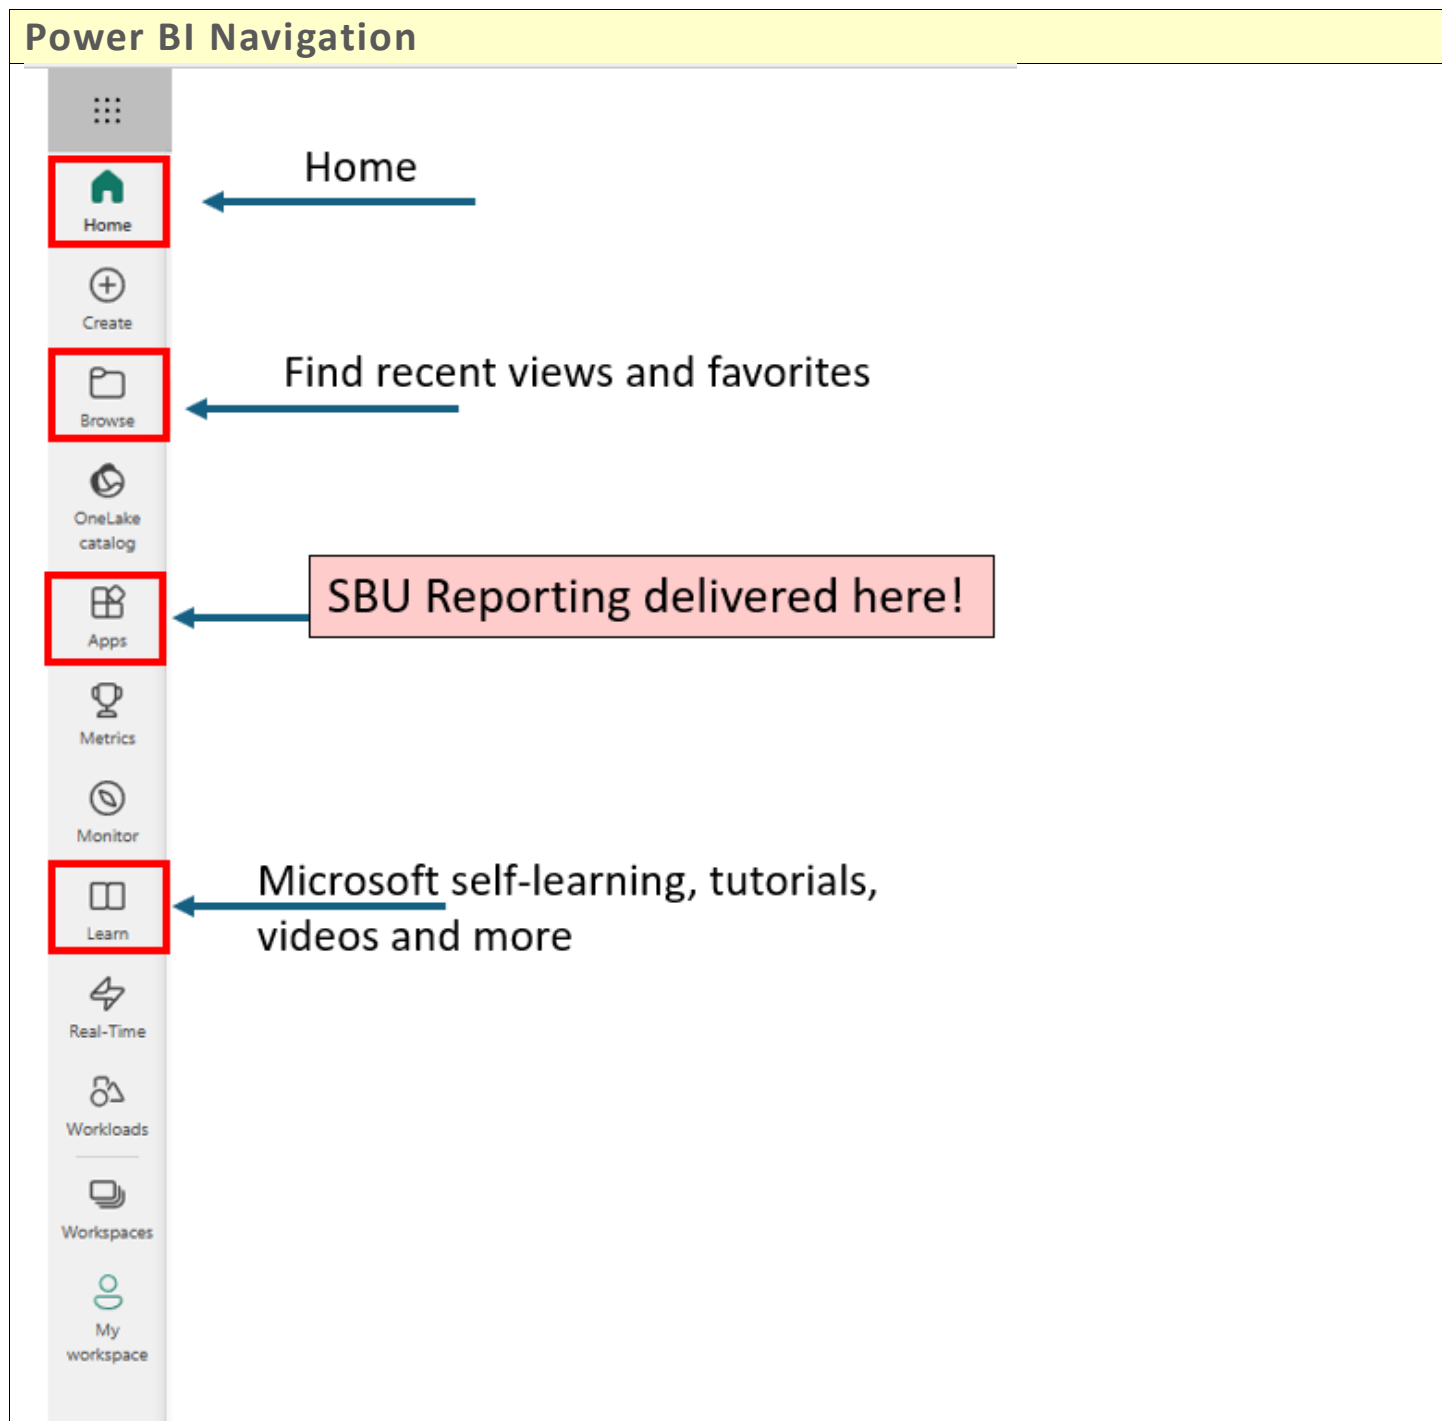 Power BI Navigation
Home
Home
Create
Find recent views and favorites
Browse
OneLake
catalog
SBU Reporting delivered here!
Apps
Metrics
Monitor
Microsoft self-learning, tutorials,
videos and more
Learn
Real-Time
Workloads
Workspaces
My
workspace